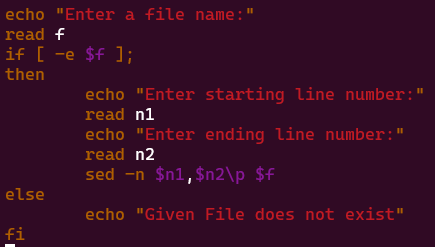 echo "Enter a file name:"
read f
if [ -e $f ];
then
        echo "Enter starting line number:"
        read n1
        echo "Enter ending line number:"
        read n2
        sed -n $n1,$n2\p $f
else
        echo "Given File does not exist"
fi